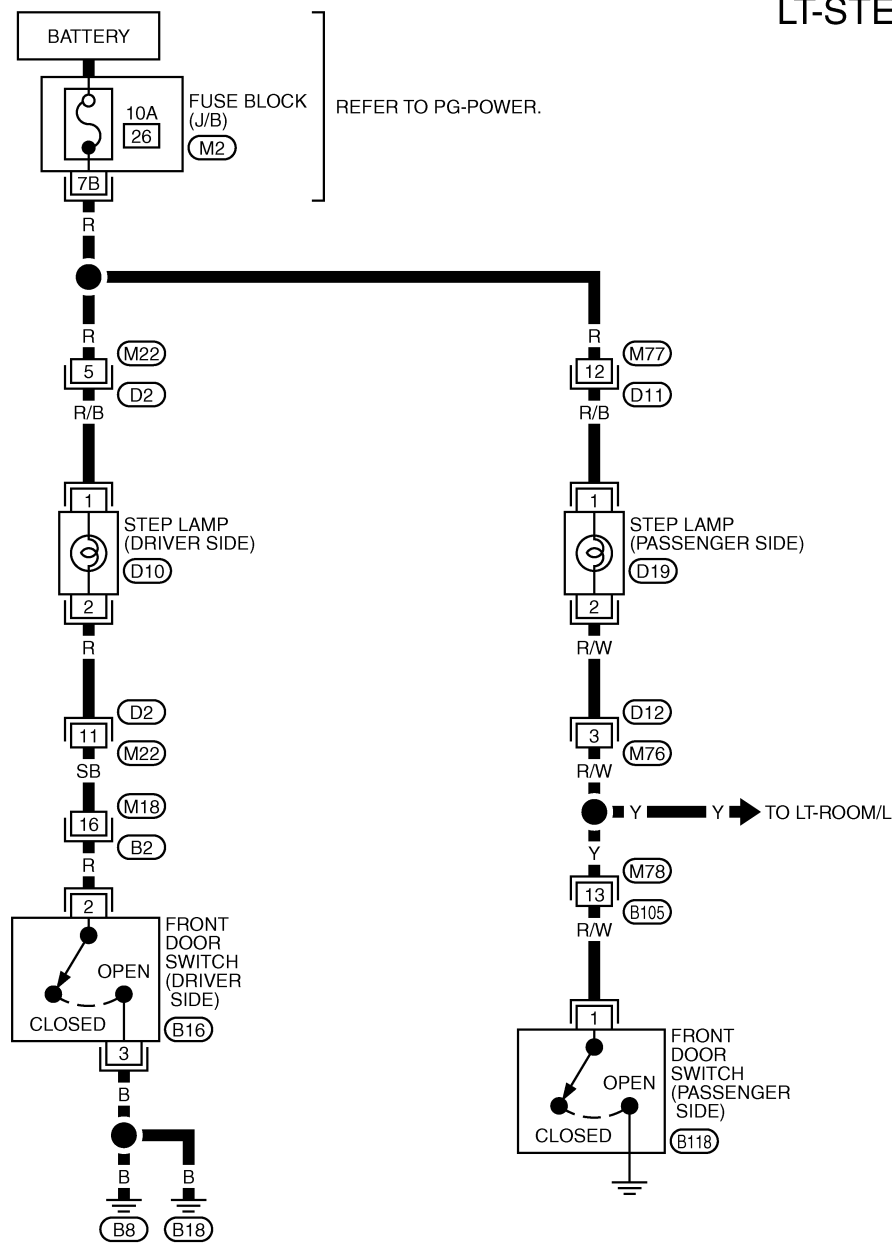 LT-STE
BATTERY
10A
26
FUSE BLOCK
(J/B)
M2
REFER TO PG-POWER.
7B
R
R
R
5
M22
D2
R/B
12
M77
D11
R/B
1
STEP LAMP
(DRIVER SIDE)
D10
2
R
1
STEP LAMP
(PASSENGER SIDE)
D19
2
R/W
D2
11
M22
SB
D12
3
M76
R/W
M18
16
B2
R
Y
Y
TO LT-ROOM/L
Y
M78
13
B105
R/W
2
FRONT
DOOR
SWITCH
(DRIVER
SIDE)
OPEN
CLOSED
B16
3
B
B
B
B8
B18
1
FRONT
DOOR
SWITCH
(PASSENGER
SIDE)
OPEN
CLOSED
B118